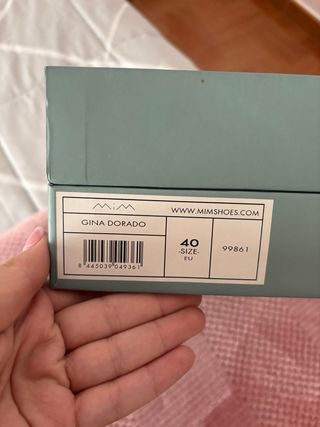 MiM
WWW.MIMSHOES.COM
GINA DORADO
40
-SIZE-
EU
99861
8 445039 049361